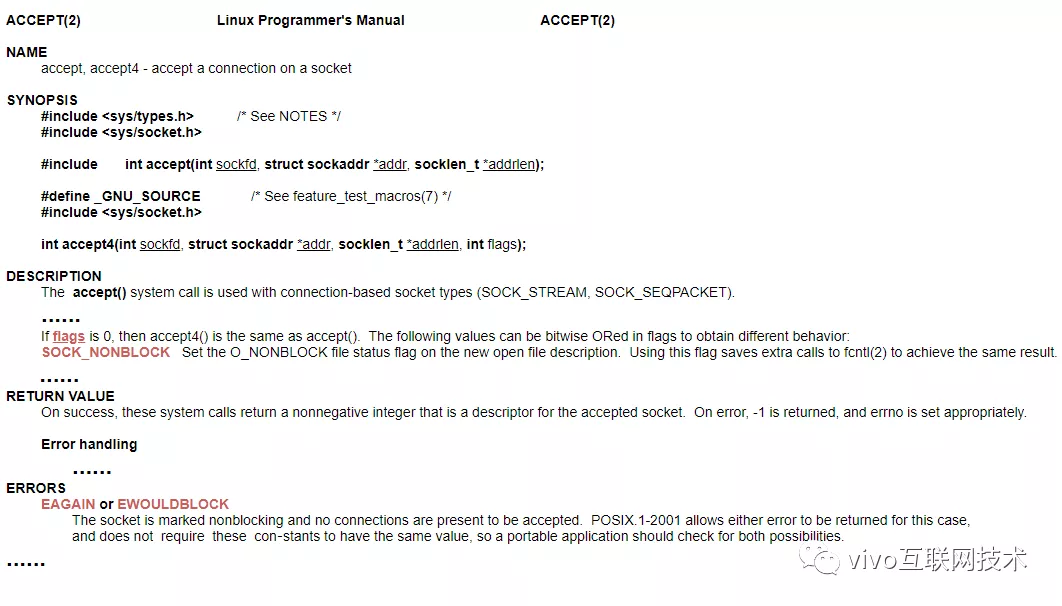 ACCEPT(2) Linux Programmer's Manual ACCEPT(2)
NAME
accept, accept4 - accept a connection on a socket
SYNOPSIS
#include <sys/types.h> /* See NOTES */
#include <sys/socket.h>
#include int accept(int sockfd, struct sockaddr *addr, socklen_t *addrlen);
#define _GNU_SOURCE /* See feature_test_macros(7) */
#include <sys/socket.h>
int accept4(int sockfd, struct sockaddr *addr, socklen_t *addrlen, int flags);
DESCRIPTION
The accept() system call is used with connection-based socket types (SOCK_STREAM, SOCK_SEQPACKET).
......
If flags is 0, then accept4() is the same as accept(). The following values can be bitwise ORed in flags to obtain different behavior:
SOCK_NONBLOCK Set the O_NONBLOCK file status flag on the new open file description. Using this flag saves extra calls to fcntl(2) to achieve the same result.
......
RETURN VALUE
On success, these system calls return a nonnegative integer that is a descriptor for the accepted socket. On error, -1 is returned, and errno is set appropriately.
Error handling
......
ERRORS
EAGAIN or EWOULDBLOCK
The socket is marked nonblocking and no connections are present to be accepted. POSIX.1-2001 allows either error to be returned for this case,
and does not require these con-stants to have the same value, so a portable application should check for both possibilities.
......
vivo互联网技术